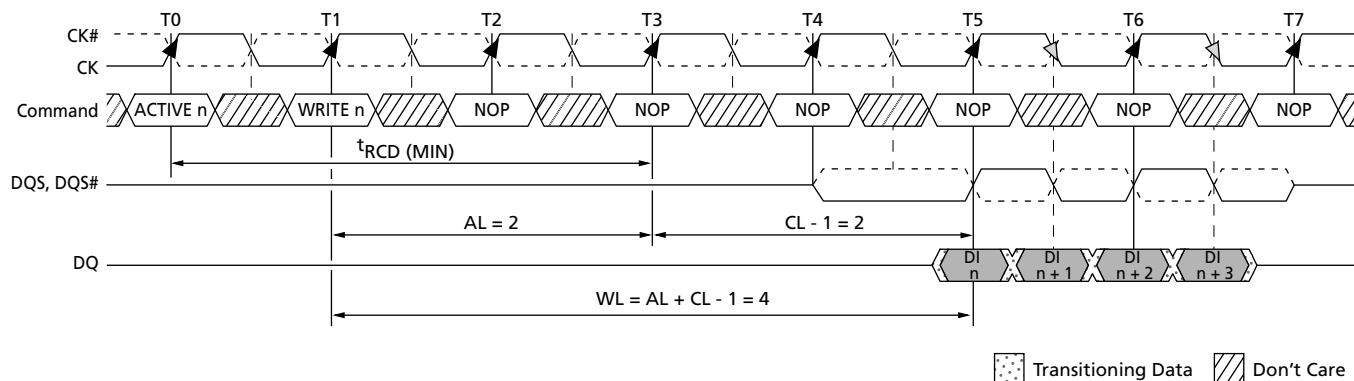 T0 T1 T2 T3 T4 T5 T6 T7
CK#
CK
Command ACTIVE n WRITE n NOP NOP NOP NOP NOP NOP
tRCD (MIN)
DQS, DQS#
AL = 2 CL - 1 = 2
DQ DI n DI n + 1 DI n + 2 DI n + 3
WL = AL + CL - 1 = 4
Transitioning Data Don't Care